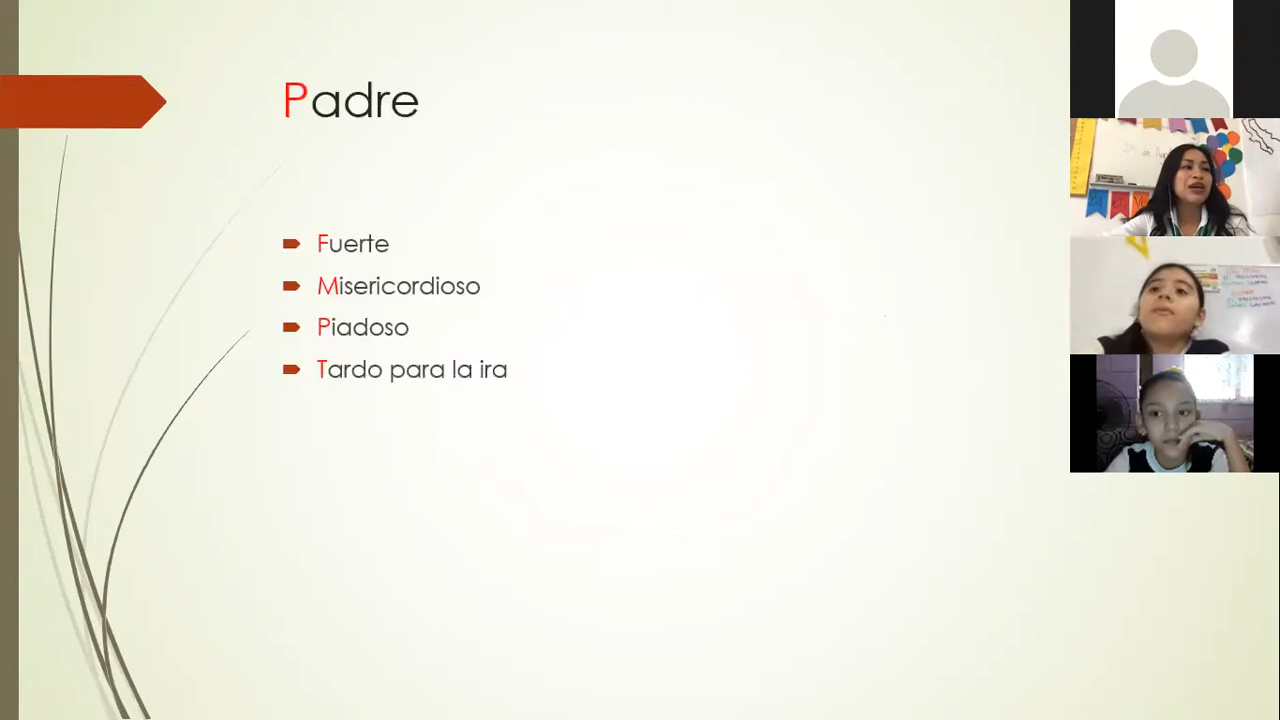 Padre
Fuerte
Misericordioso
Piadoso
Tardo para la ira